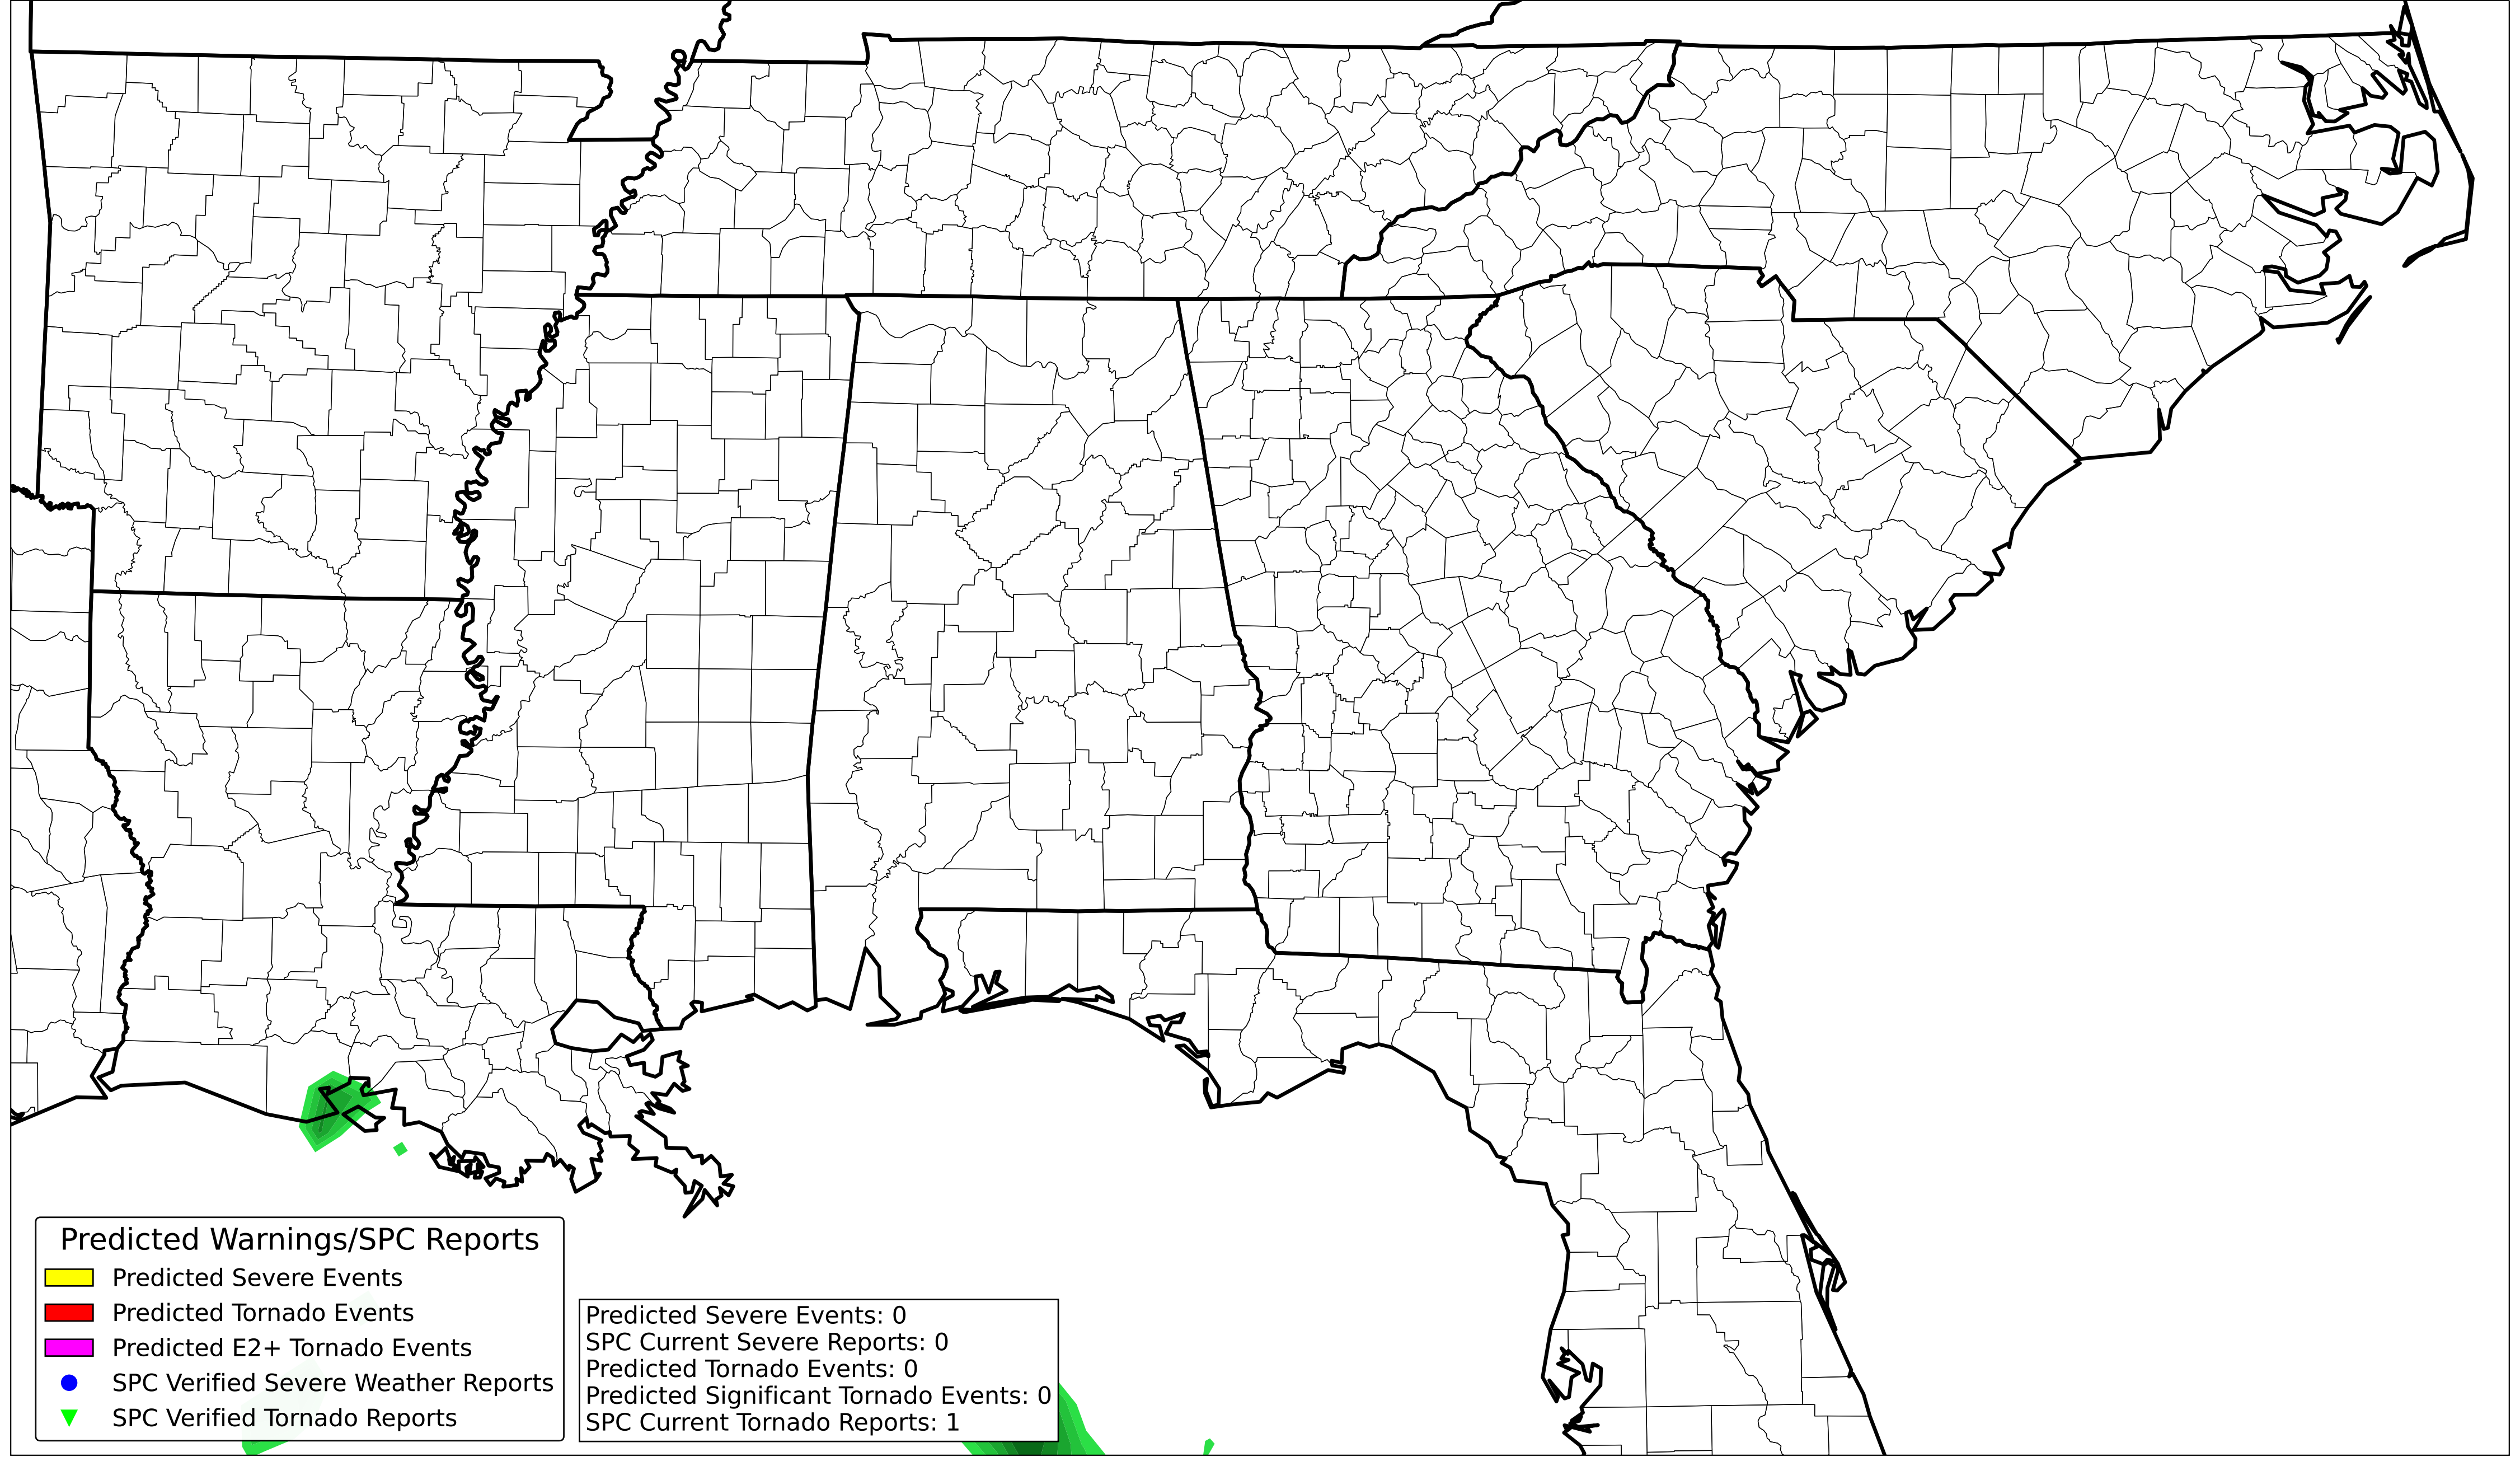 Predicted Warnings/SPC Reports
Predicted Severe Events
Predicted Tornado Events
Predicted E2+ Tornado Events
SPC Verified Severe Weather Reports
SPC Verified Tornado Reports
Predicted Severe Events: 0
SPC Current Severe Reports: 0
Predicted Tornado Events: 0
Predicted Significant Tornado Events: 0
SPC Current Tornado Reports: 1